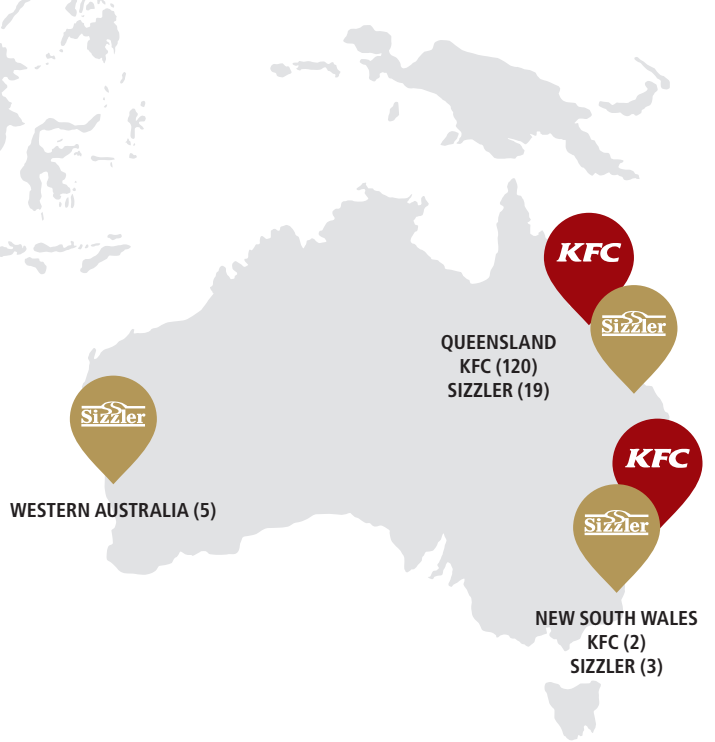 KFC
Sizzler
QUEENSLAND
KFC (120)
SIZZLER (19)
Sizzler
WESTERN AUSTRALIA (5)
KFC
Sizzler
NEW SOUTH WALES
KFC (2)
SIZZLER (3)